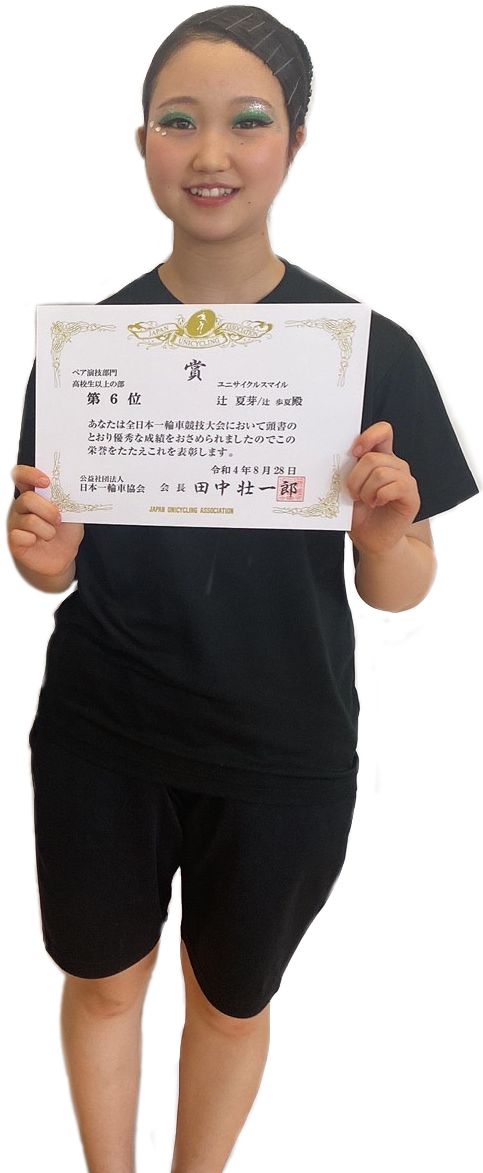 JAPAN UNICYCLING ASSOCIATION
賞
ペア演技部門
高校生以上の部 ユニサイクルスマイル
第 6 位 辻 夏芽/辻 歩夏殿
あなたは全日本一輪車競技大会において頭書の
とおり優秀な成績をおさめられましたのでこの
栄誉をたたえこれを表彰します。
令和4年8月28日
公益社団法人
日本一輪車協会 会長 田中壮一郎
JAPAN UNICYCLING ASSOCIATION